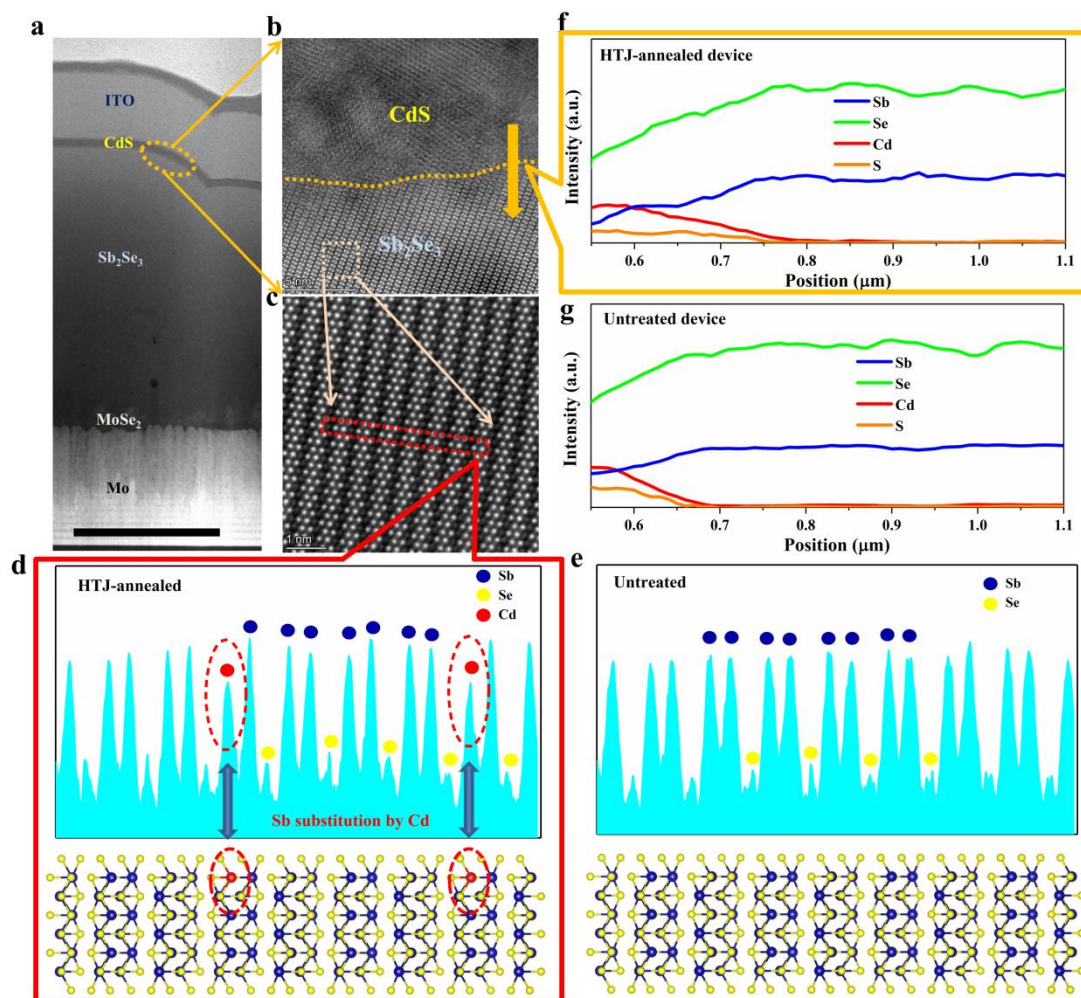 a
ITO
CdS
Sb₂Se₃
MoSe₂
Mo
b
CdS
Sb₂Se₃
5 nm
c
1 nm
f
HTJ-annealed device
Sb
Se
Cd
S
Intensity (a.u.)
0.6 0.7 0.8 0.9 1.0 1.1
Position (μm)
g
Untreated device
Sb
Se
Cd
S
Intensity (a.u.)
0.6 0.7 0.8 0.9 1.0 1.1
Position (μm)
d
HTJ-annealed
Sb
Se
Cd
Sb substitution by Cd
e
Untreated
Sb
Se